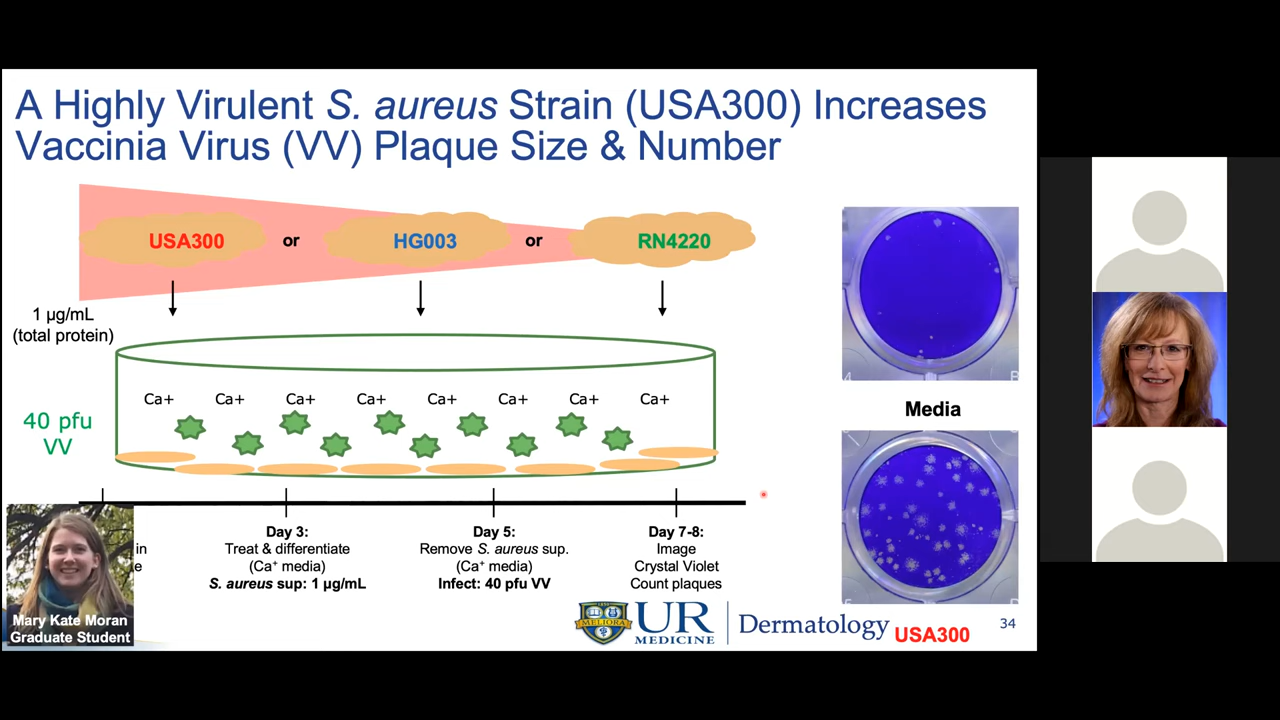 A Highly Virulent S. aureus Strain (USA300) Increases
Vaccinia Virus (VV) Plaque Size & Number
USA300
or
HG003
or
RN4220
1 µg/mL
(total protein)
Ca+ Ca+ Ca+ Ca+ Ca+ Ca+ Ca+ Ca+
40 pfu
VV
in
e
Day 3:
Treat & differentiate
(Ca⁺ media)
S. aureus sup: 1 µg/mL
Day 5:
Remove S. aureus sup.
(Ca⁺ media)
Infect: 40 pfu VV
Day 7-8:
Image
Crystal Violet
Count plaques
Media
USA300
Mary Kate Moran
Graduate Student
MELIORA
UR
MEDICINE
Dermatology
34